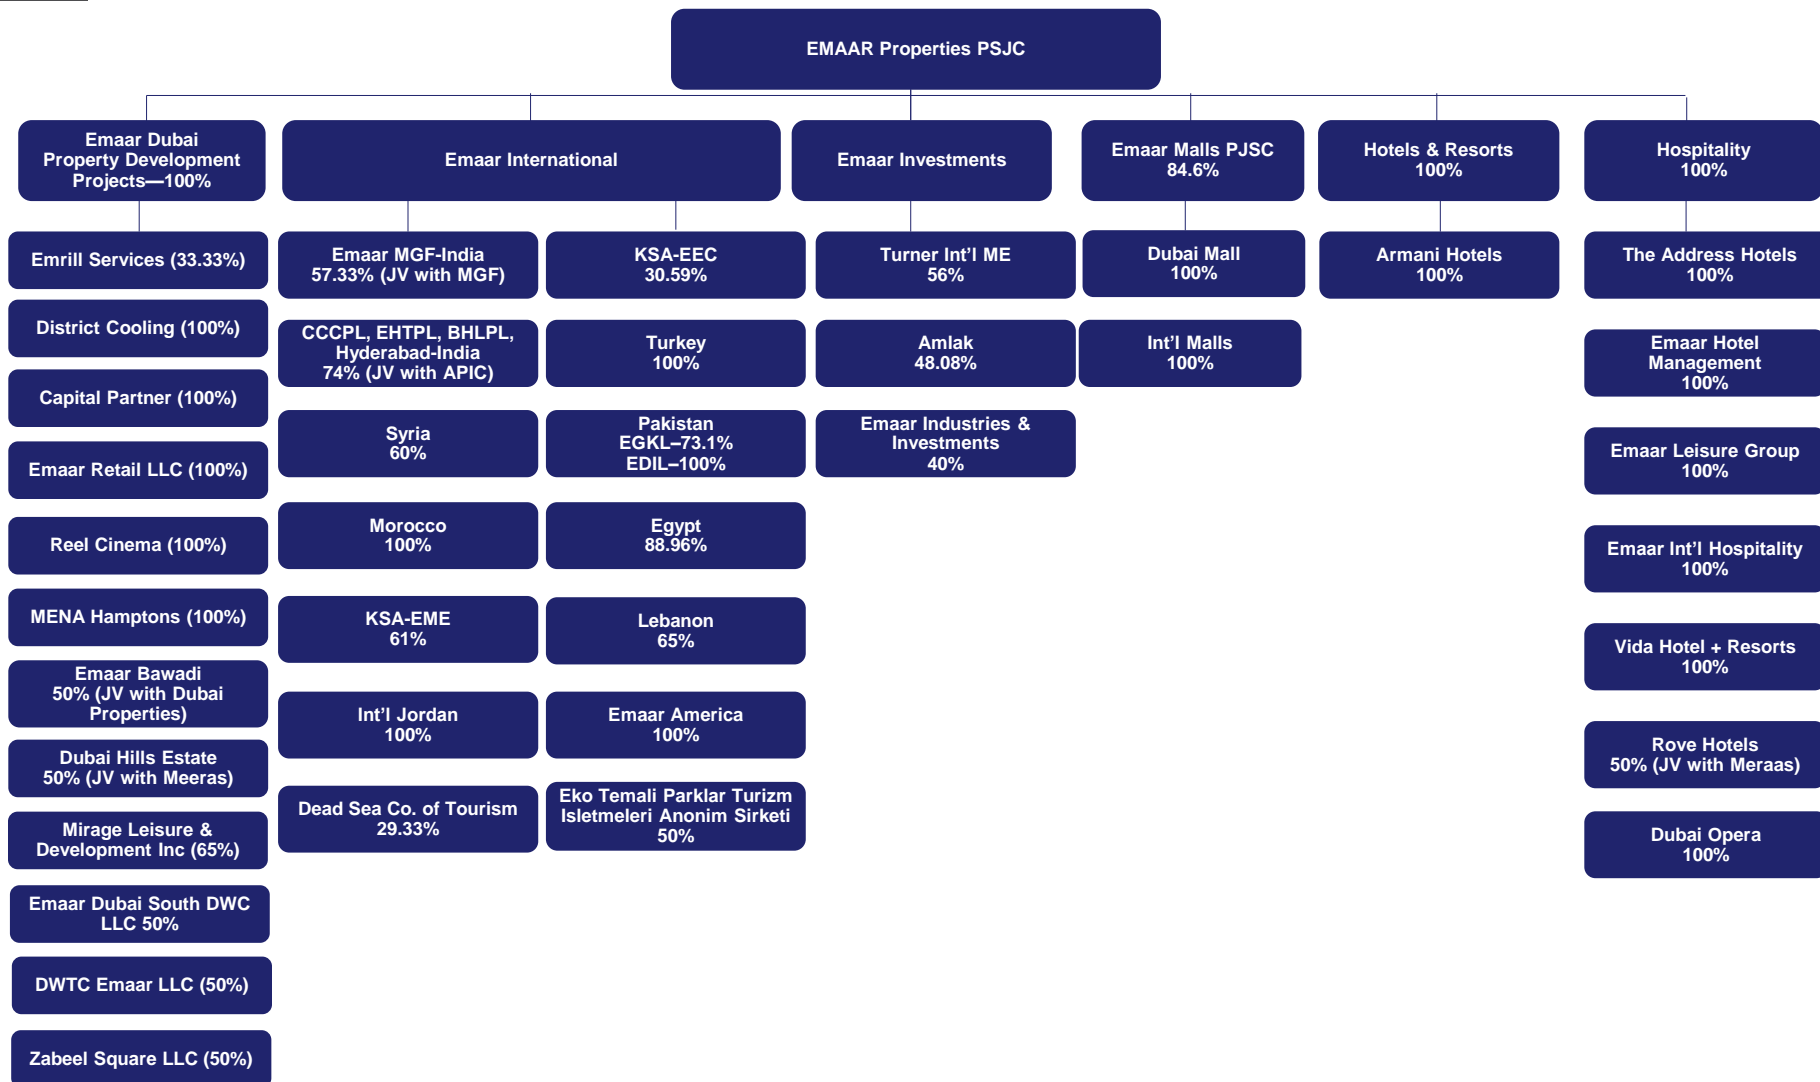 EMAAR Properties PSJC
Emaar Dubai
Property Development
Projects—100%
Emaar International
Emaar Investments
Emaar Malls PJSC
84.6%
Hotels & Resorts
100%
Hospitality
100%
Emrill Services (33.33%)
District Cooling (100%)
Capital Partner (100%)
Emaar Retail LLC (100%)
Reel Cinema (100%)
MENA Hamptons (100%)
Emaar Bawadi
50% (JV with Dubai
Properties)
Dubai Hills Estate
50% (JV with Meeras)
Mirage Leisure &
Development Inc (65%)
Emaar Dubai South DWC
LLC 50%
DWTC Emaar LLC (50%)
Zabeel Square LLC (50%)
Emaar MGF-India
57.33% (JV with MGF)
CCCPL, EHTPL, BHLPL,
Hyderabad-India
74% (JV with APIC)
Syria
60%
Morocco
100%
KSA-EME
61%
Int’l Jordan
100%
Dead Sea Co. of Tourism
29.33%
KSA-EEC
30.59%
Turkey
100%
Pakistan
EGKL–73.1%
EDIL–100%
Egypt
88.96%
Lebanon
65%
Emaar America
100%
Eko Temali Parklar Turizm
Isletmeleri Anonim Sirketi
50%
Turner Int’l ME
56%
Amlak
48.08%
Emaar Industries &
Investments
40%
Dubai Mall
100%
Int’l Malls
100%
Armani Hotels
100%
The Address Hotels
100%
Emaar Hotel
Management
100%
Emaar Leisure Group
100%
Emaar Int’l Hospitality
100%
Vida Hotel + Resorts
100%
Rove Hotels
50% (JV with Meraas)
Dubai Opera
100%